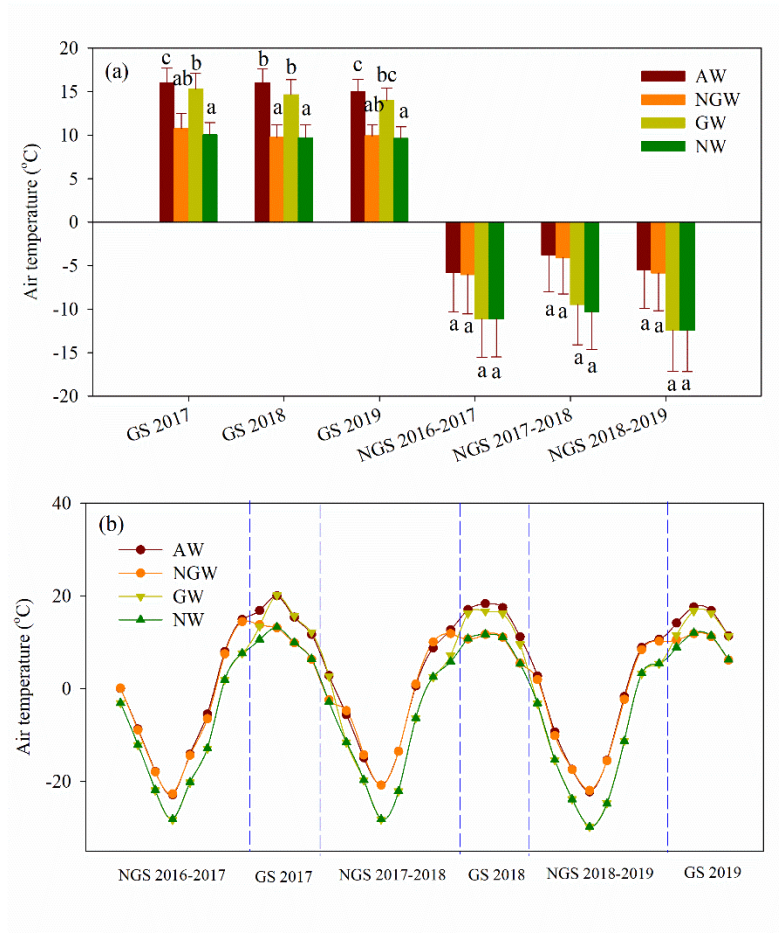 20
15
10
5
0
-5
-10
-15
-20
Air temperature (°C)
(a)
c
ab
b
a
b
a
b
a
c
ab
bc
a
a
a
a
a
a
a
a
a
a
a
a
a
AW
NGW
GW
NW
GS 2017
GS 2018
GS 2019
NGS 2016-2017
NGS 2017-2018
NGS 2018-2019
40
20
0
-20
Air temperature (°C)
(b)
AW
NGW
GW
NW
NGS 2016-2017
GS 2017
NGS 2017-2018
GS 2018
NGS 2018-2019
GS 2019